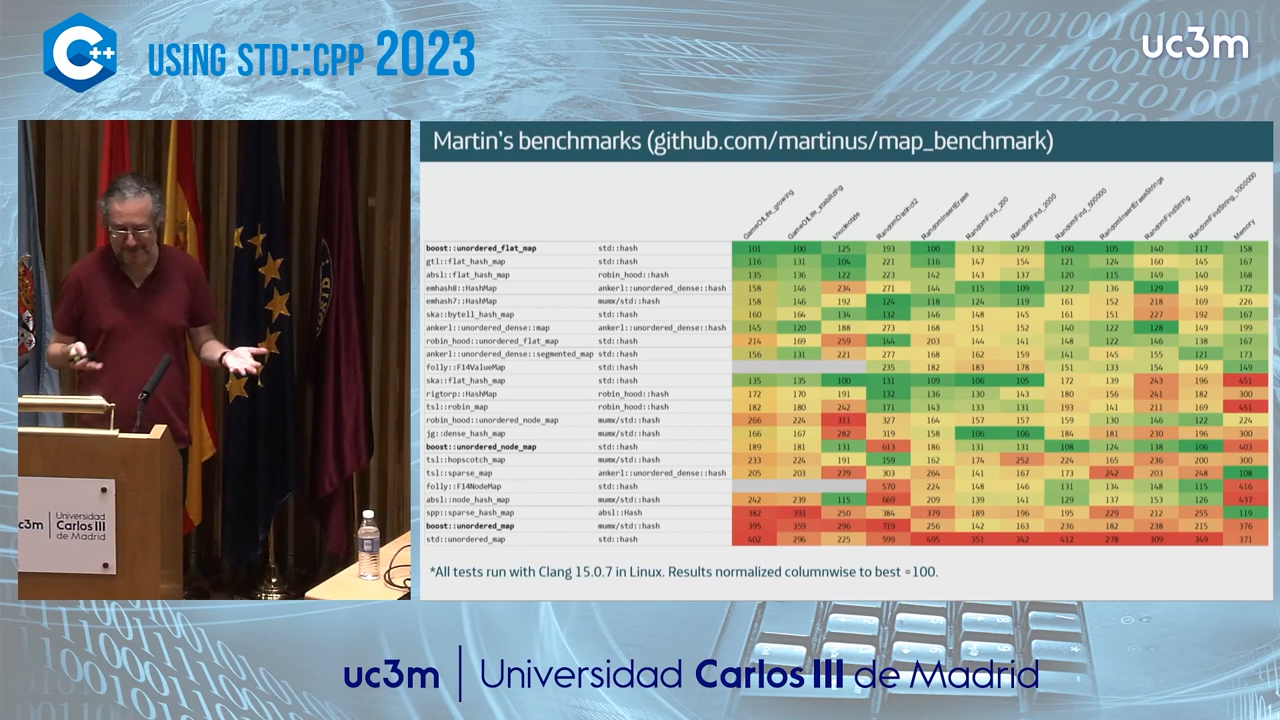 C++ USING STD::CPP 2023
uc3m
Martin's benchmarks (github.com/martinus/map_benchmark)
GameOfLife_growing GameOfLife_stabilizing RandomDistinct2 RandomInsertErase RandomFind_200 RandomFind_2000 RandomFind_500000 RandomInsertEraseStrings RandomFindString RandomFindString_1000000 Memory
boost::unordered_flat_map std::hash 101 100 125 193 100 132 129 100 105 140 117 158
gtl::flat_hash_map std::hash 116 131 104 221 116 147 154 121 124 160 145 167
absl::flat_hash_map robin_hood::hash 135 136 122 223 142 143 137 120 115 149 140 168
emhash8::HashMap ankerl::unordered_dense::hash 158 146 234 271 144 115 109 127 136 129 149 172
emhash7::HashMap mumx/std::hash 158 146 192 124 118 124 119 161 152 218 169 226
ska::bytell_hash_map std::hash 160 164 134 132 146 148 145 161 151 227 192 167
ankerl::unordered_dense::map ankerl::unordered_dense::hash 145 120 188 273 168 151 152 140 122 128 149 199
robin_hood::unordered_flat_map std::hash 214 169 259 144 203 144 141 148 122 146 138 167
ankerl::unordered_dense::segmented_map std::hash 156 131 221 277 168 162 159 141 145 155 121 173
folly::F14ValueMap std::hash 235 182 183 178 151 133 154 149 149
ska::flat_hash_map std::hash 135 135 100 131 109 106 105 172 139 243 196 451
rigtorp::HashMap robin_hood::hash 172 170 191 132 136 130 143 180 156 241 182 300
tsl::robin_map robin_hood::hash 182 180 242 171 143 133 131 193 141 211 169 451
robin_hood::unordered_node_map mumx/std::hash 266 224 311 327 164 157 157 159 130 146 122 223
jg::dense_hash_map std::hash 166 167 282 319 158 106 106 184 181 230 196 300
boost::unordered_node_map std::hash 189 181 131 613 186 131 131 108 124 138 106 403
tsl::hopscotch_map mumx/std::hash 233 224 191 159 162 174 252 224 165 236 200 300
tsl::sparse_map ankerl::unordered_dense::hash 205 203 279 303 264 141 167 173 242 203 248 108
folly::F14NodeMap std::hash 570 224 148 146 131 134 148 115 416
absl::node_hash_map mumx/std::hash 242 239 115 669 209 139 141 129 137 153 126 437
spp::sparse_hash_map absl::Hash 382 393 250 384 379 189 196 195 229 212 255 119
boost::unordered_map mumx/std::hash 395 359 296 719 256 142 163 236 182 238 215 376
std::unordered_map std::hash 402 296 225 599 495 351 342 412 278 309 349 371
*All tests run with Clang 15.0.7 in Linux. Results normalized columnwise to best =100.
c3m Universidad
Carlos III
de Madrid
uc3m | Universidad Carlos III de Madrid